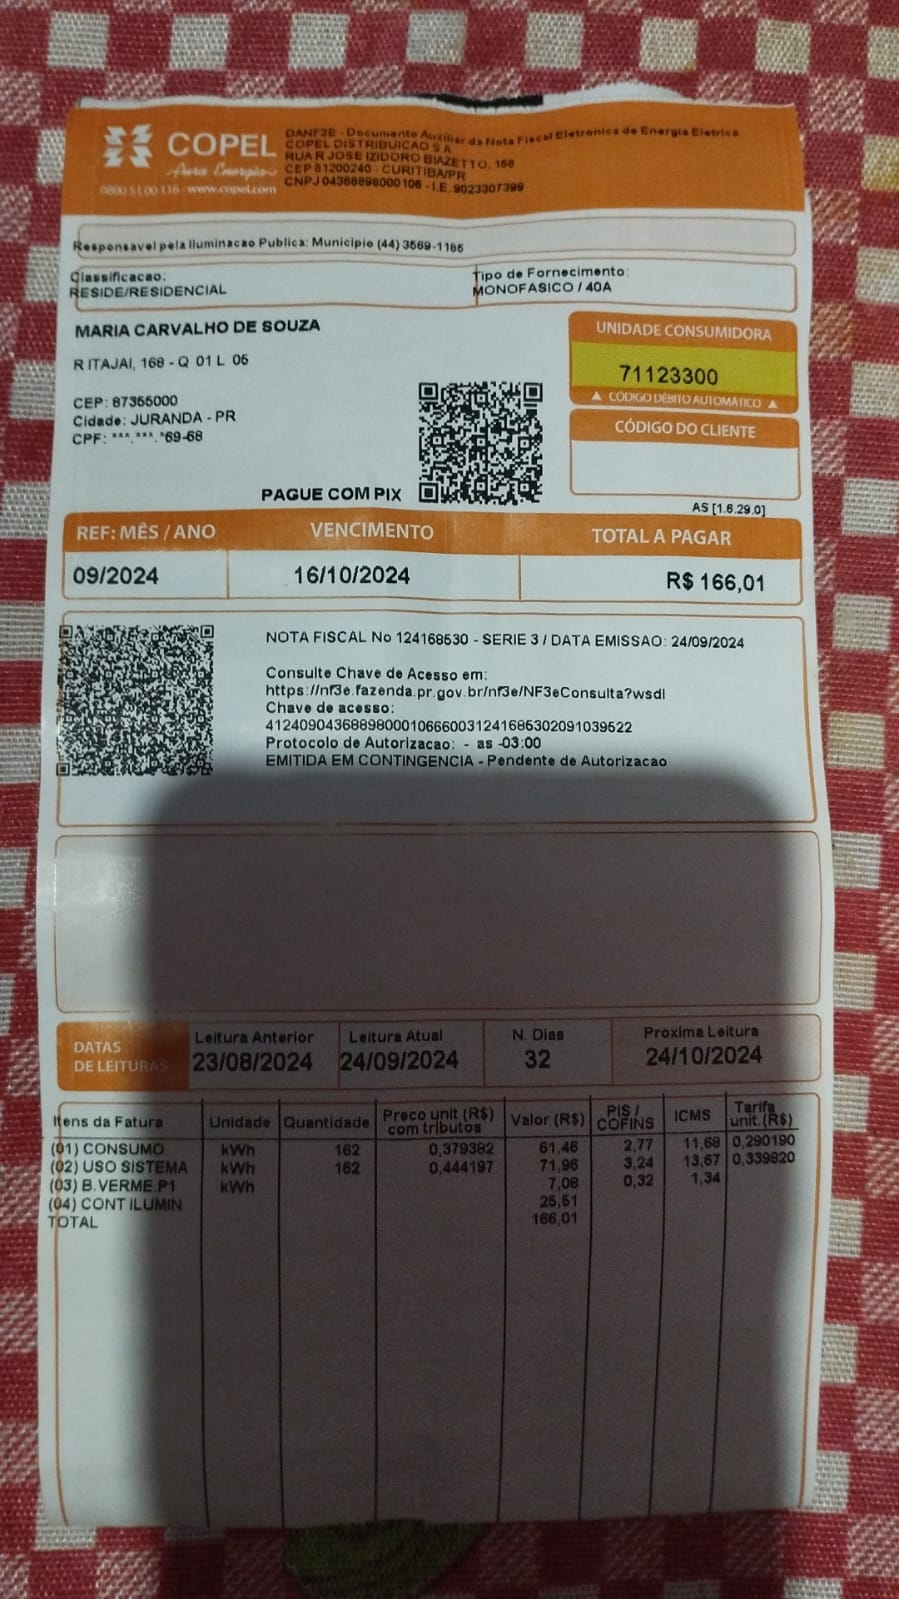 COPEL
Pura Energia
0800 51 00 116 - www.copel.com
DANF3E - Documento Auxiliar da Nota Fiscal Eletronica de Energia Eletrica
COPEL DISTRIBUICAO S A
RUA R JOSE IZIDORO BIAZETTO, 158
CEP 81200240 - CURITIBA/PR
CNPJ 04368898000106 - I.E. 9023307399
Responsavel pela Iluminacao Publica: Municipio (44) 3569-1185
Classificacao:
RESIDE/RESIDENCIAL
Tipo de Fornecimento:
MONOFASICO / 40A
MARIA CARVALHO DE SOUZA
R ITAJAI, 168 - Q 01 L 05
CEP: 87355000
Cidade: JURANDA - PR
CPF: ***.***.*69-68
UNIDADE CONSUMIDORA
71123300
▲ CÓDIGO DÉBITO AUTOMÁTICO ▲
CÓDIGO DO CLIENTE
PAGUE COM PIX
AS [1.6.29.0]
REF: MÊS / ANO VENCIMENTO TOTAL A PAGAR
09/2024 16/10/2024 R$ 166,01
NOTA FISCAL No 124168630 - SERIE 3 / DATA EMISSAO: 24/09/2024
Consulte Chave de Acesso em:
https://nf3e.fazenda.pr.gov.br/nf3e/NF3eConsulta?wsdl
Chave de acesso:
41240904368898000106660031241686302091039522
Protocolo de Autorizacao: - as -03:00
EMITIDA EM CONTINGENCIA - Pendente de Autorizacao
DATAS DE LEITURAS
Leitura Anterior Leitura Atual N. Dias Proxima Leitura
23/08/2024 24/09/2024 32 24/10/2024
Itens da Fatura Unidade Quantidade Preco unit (R$) com tributos Valor (R$) PIS / COFINS ICMS Tarifa unit.(R$)
(01) CONSUMO kWh 162 0,379382 61,46 2,77 11,68 0,290190
(02) USO SISTEMA kWh 162 0,444197 71,96 3,24 13,67 0,339820
(03) B.VERME.P1 kWh 7,08 0,32 1,34
(04) CONT ILUMIN 25,51
TOTAL 166,01